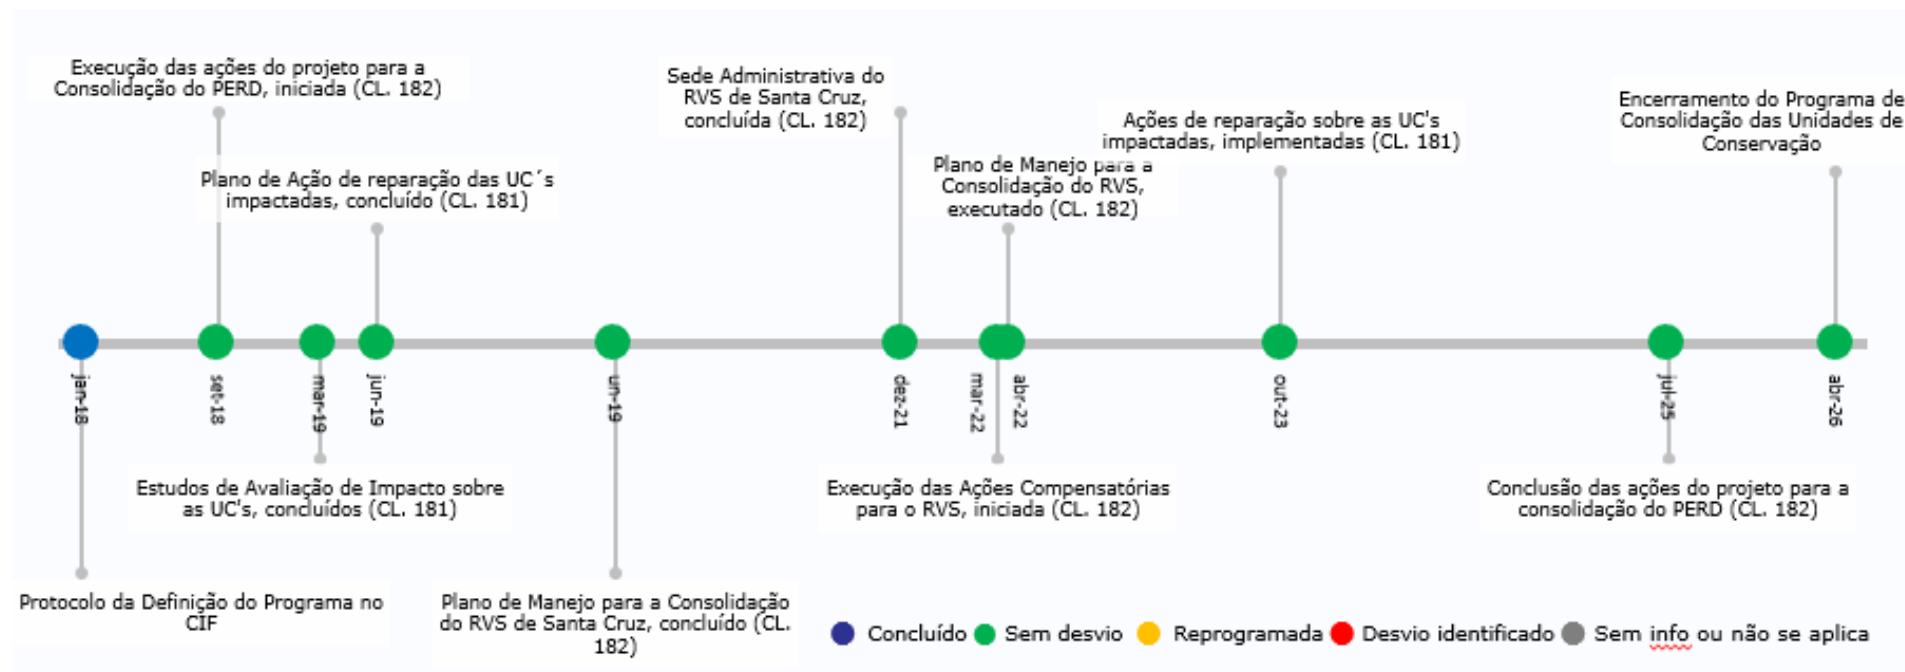 Execução das ações do projeto para a
Consolidação do PERD, iniciada (CL. 182)
Plano de Ação de reparação das UC´s
impactadas, concluído (CL. 181)
Sede Administrativa do
RVS de Santa Cruz,
concluída (CL. 182)
Plano de Manejo para a
Consolidação do RVS,
executado (CL. 182)
Ações de reparação sobre as UC's
impactadas, implementadas (CL. 181)
Encerramento do Programa de
Consolidação das Unidades de
Conservação
jan-18
set-18
mar-19
jun-19
un-19
dez-21
mar-22
abr-22
out-23
jul-25
abr-26
Estudos de Avaliação de Impacto sobre
as UC's, concluídos (CL. 181)
Execução das Ações Compensatórias
para o RVS, iniciada (CL. 182)
Conclusão das ações do projeto para a
consolidação do PERD (CL. 182)
Protocolo da Definição do Programa no
CIF
Plano de Manejo para a Consolidação
do RVS de Santa Cruz, concluído (CL.
182)
Concluído
Sem desvio
Reprogramada
Desvio identificado
Sem info ou não se aplica